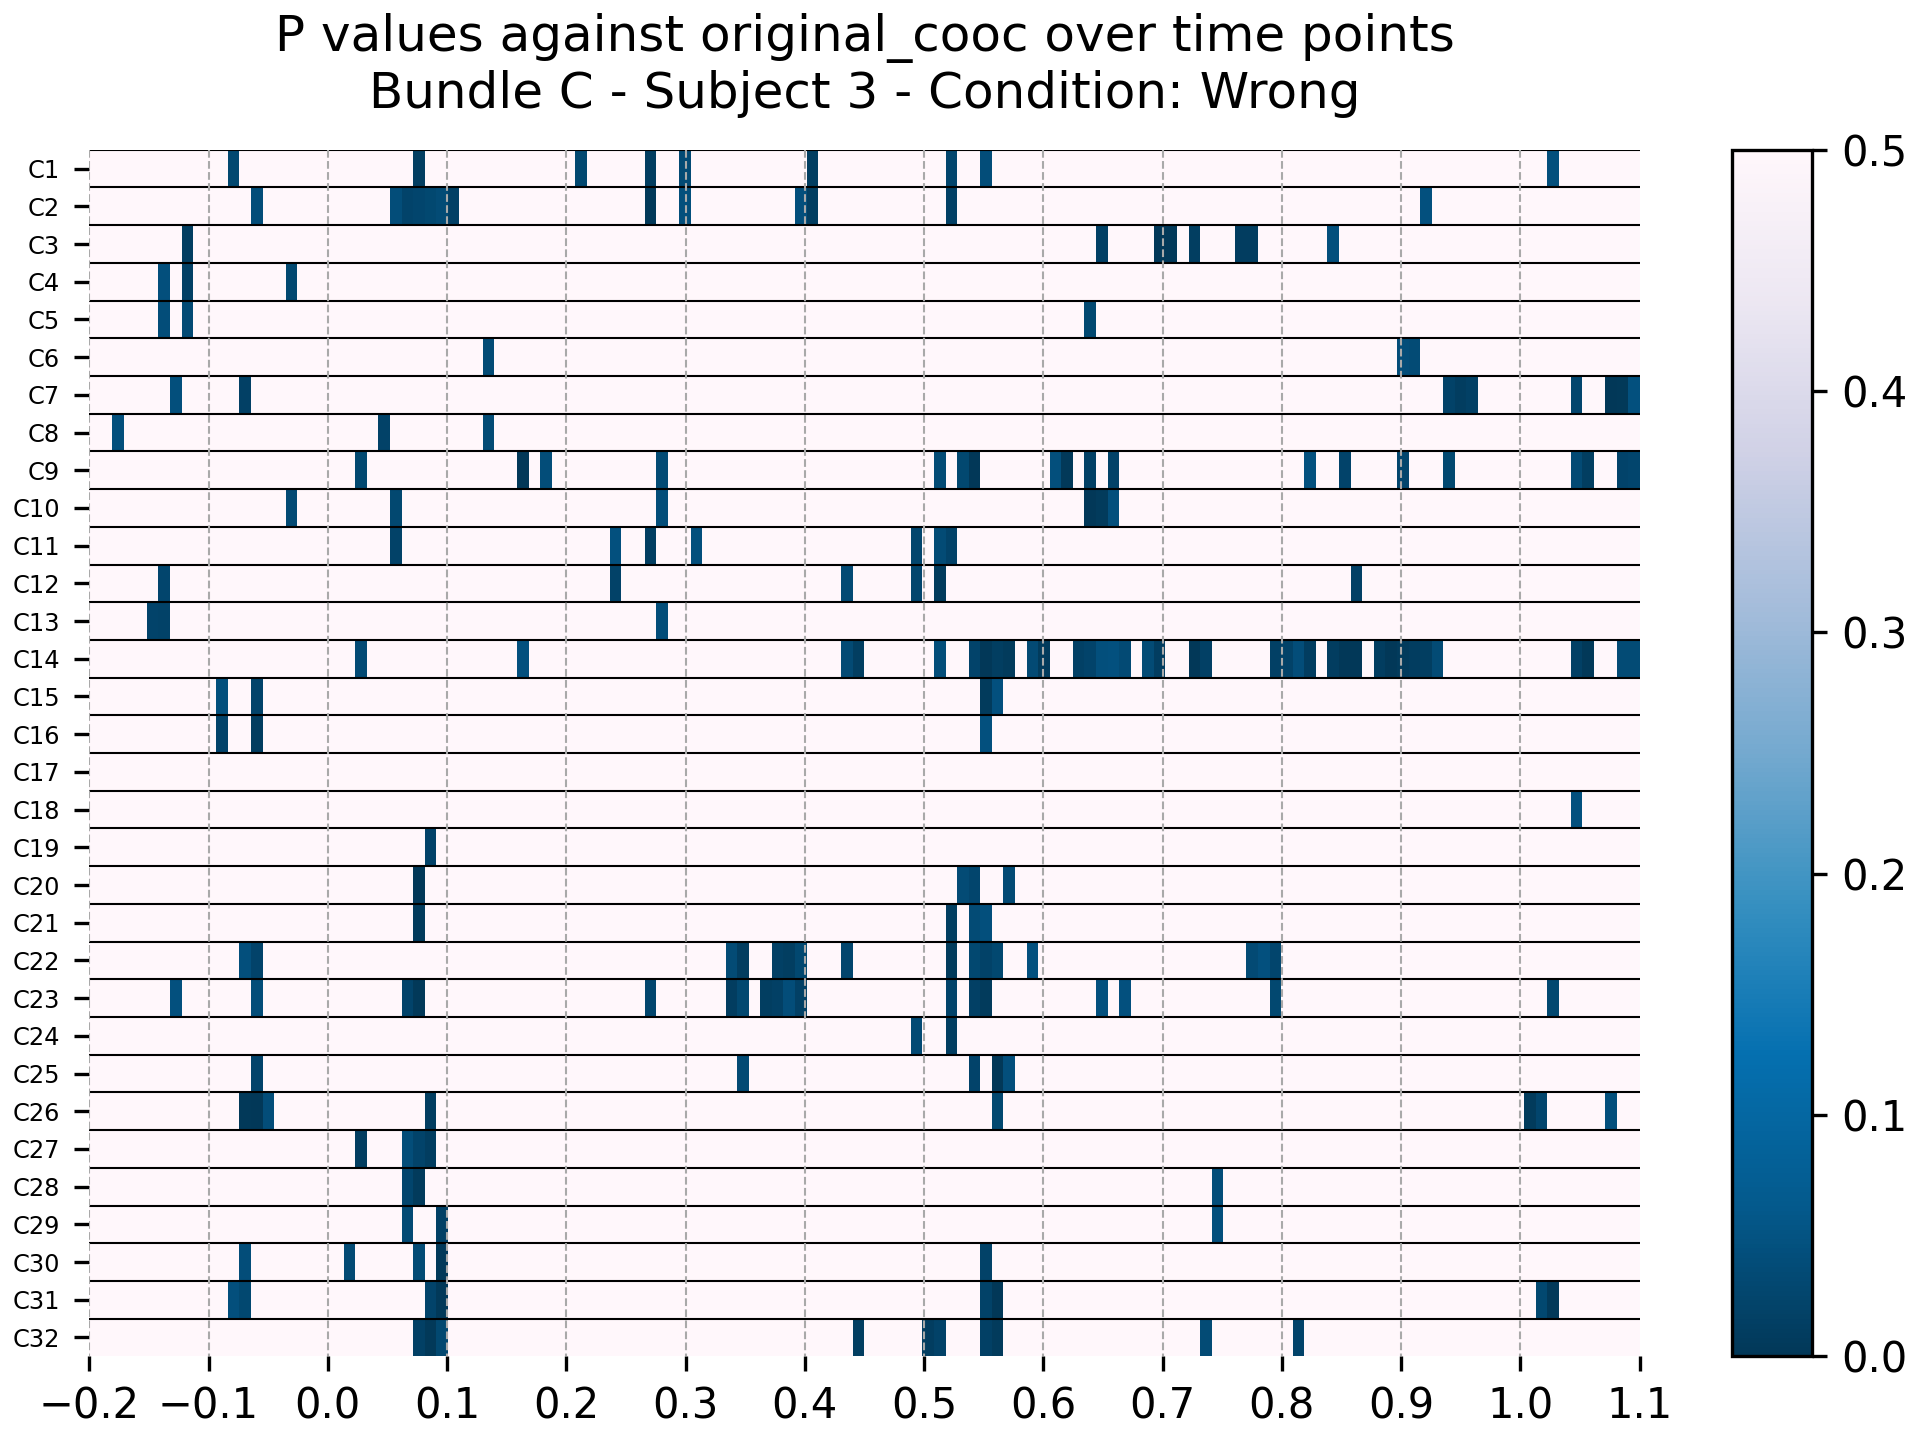 P values against original_cooc over time points
Bundle C - Subject 3 - Condition: Wrong
C1
C2
C3
C4
C5
C6
C7
C8
C9
C10
C11
C12
C13
C14
C15
C16
C17
C18
C19
C20
C21
C22
C23
C24
C25
C26
C27
C28
C29
C30
C31
C32
−0.2 −0.1 0.0 0.1 0.2 0.3 0.4 0.5 0.6 0.7 0.8 0.9 1.0 1.1
0.5
0.4
0.3
0.2
0.1
0.0